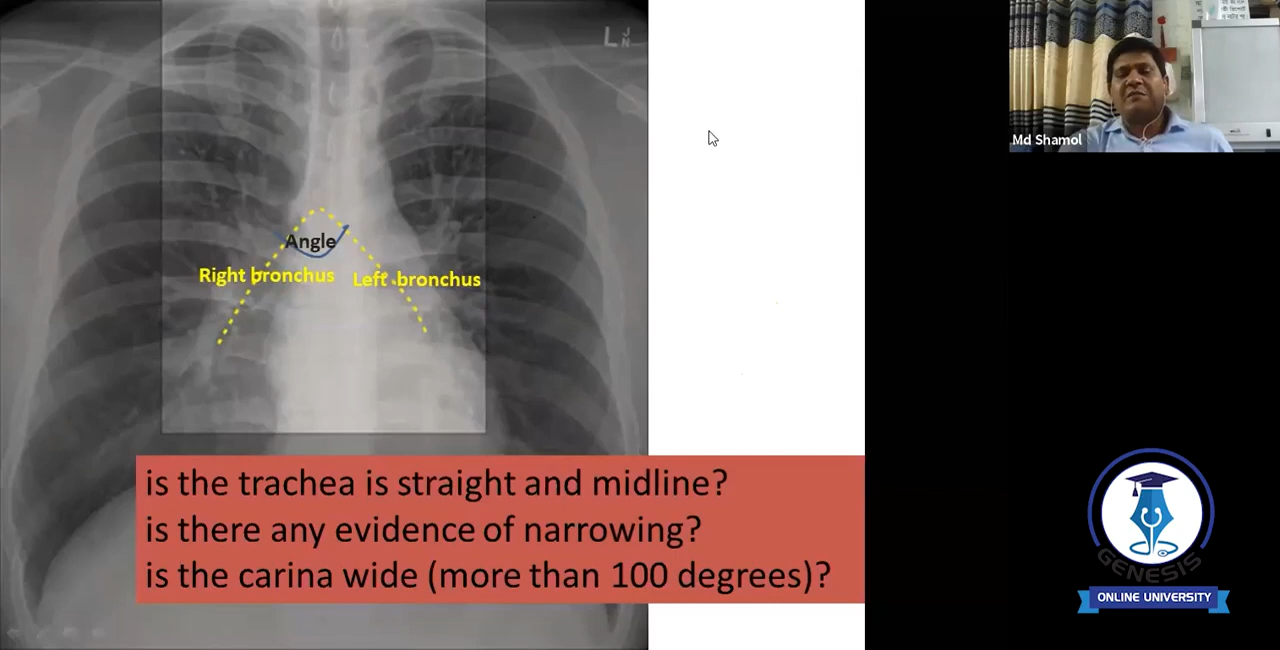 L JN
Angle
Right bronchus
Left bronchus
is the trachea is straight and midline?
is there any evidence of narrowing?
is the carina wide (more than 100 degrees)?
Md Shamol
GENESIS
ONLINE UNIVERSITY